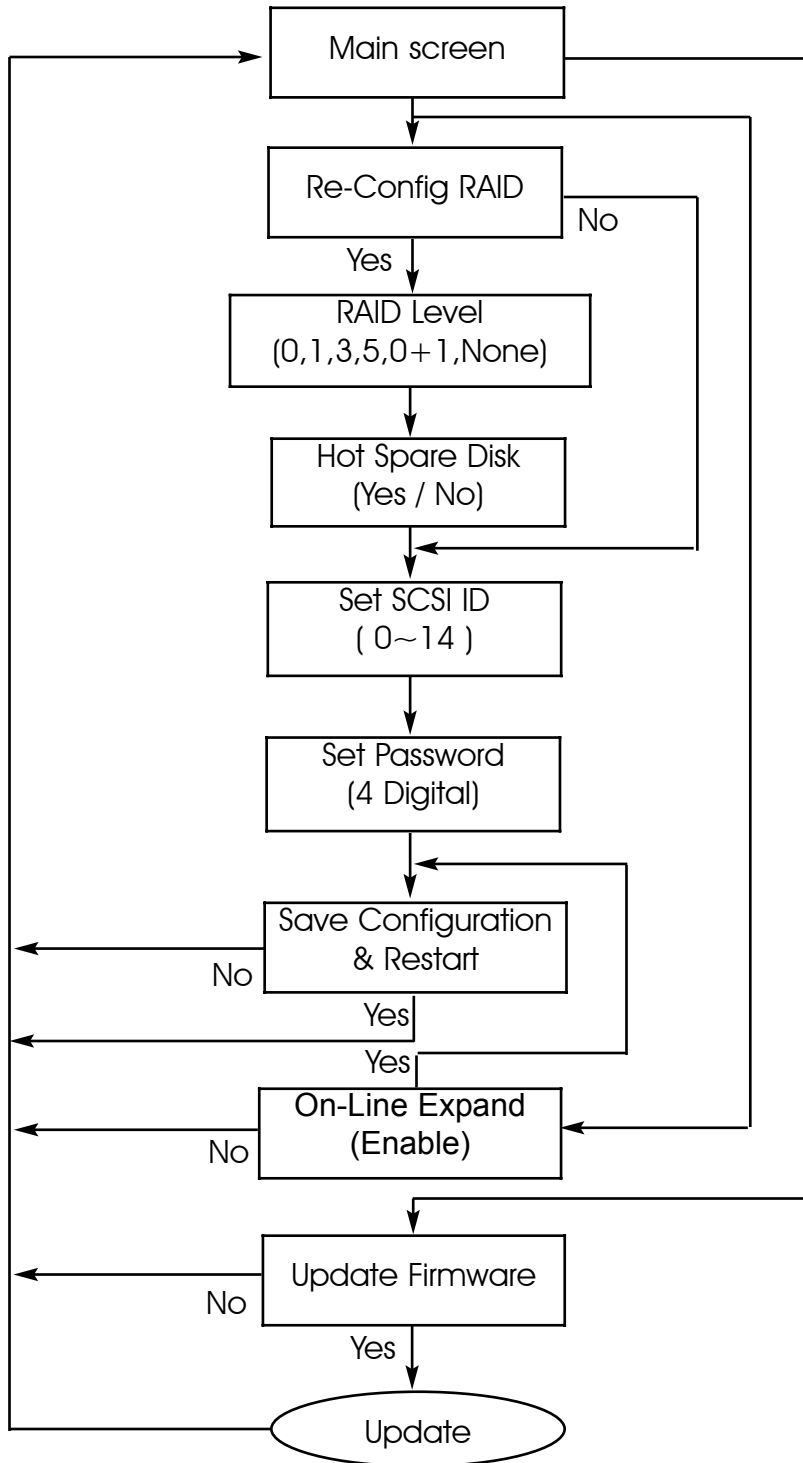 Main screen
Re-Config RAID
No
Yes
RAID Level
(0,1,3,5,0+1,None)
Hot Spare Disk
(Yes / No)
Set SCSI ID
( 0~14 )
Set Password
(4 Digital)
Save Configuration
& Restart
No
Yes
Yes
On-Line Expand
(Enable)
No
Update Firmware
No
Yes
Update